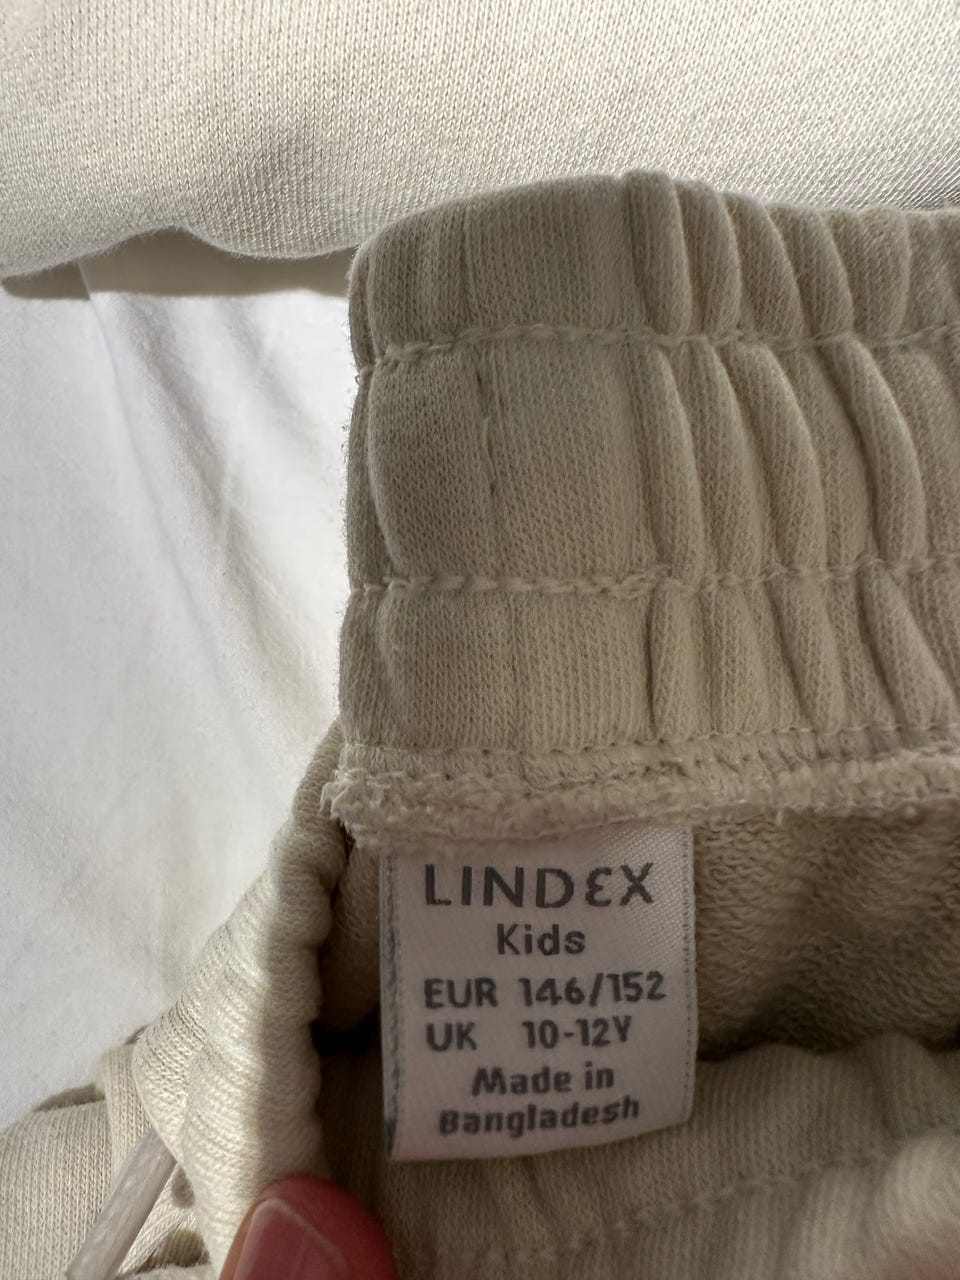 LINDEX
Kids
EUR 146/152
UK 10-12Y
Made in
Bangladesh